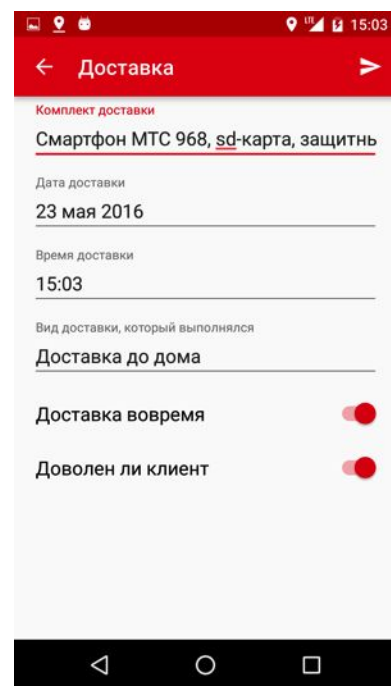 LTE 15:03
Доставка
Комплект доставки
Смартфон МТС 968, sd-карта, защитнь
Дата доставки
23 мая 2016
Время доставки
15:03
Вид доставки, который выполнялся
Доставка до дома
Доставка вовремя
Доволен ли клиент